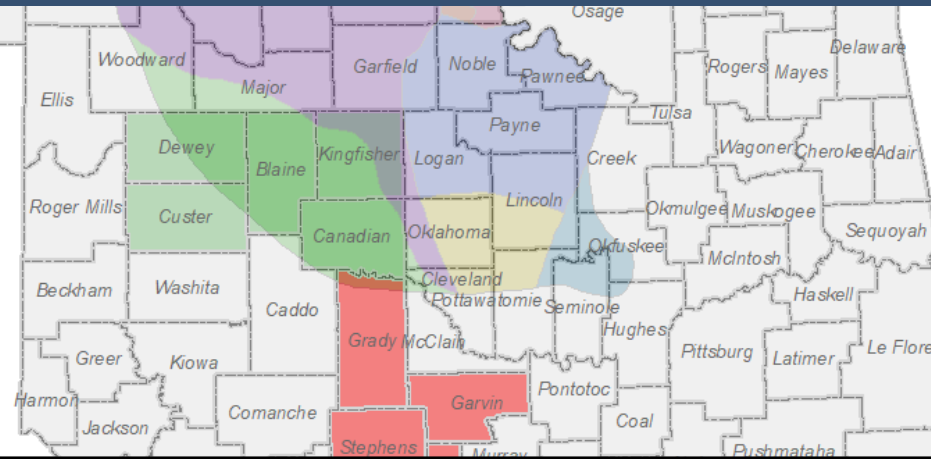 Osage
Delaware
Woodward
Garfield
Noble
Pawnee
Rogers
Mayes
Major
Ellis
Tulsa
Payne
Dewey
Kingfisher
Logan
Creek
Wagoner
Cherokee
Adair
Blaine
Lincoln
Roger Mills
Custer
Okmulgee
Muskogee
Canadian
Oklahoma
Sequoyah
Okfuskee
McIntosh
Beckham
Washita
Cleveland
Pottawatomie
Seminole
Haskell
Caddo
Hughes
Grady
McClain
Greer
Kiowa
Pittsburg
Latimer
Le Flore
Harmon
Jackson
Comanche
Garvin
Pontotoc
Coal
Stephens
Murray
Pushmataha